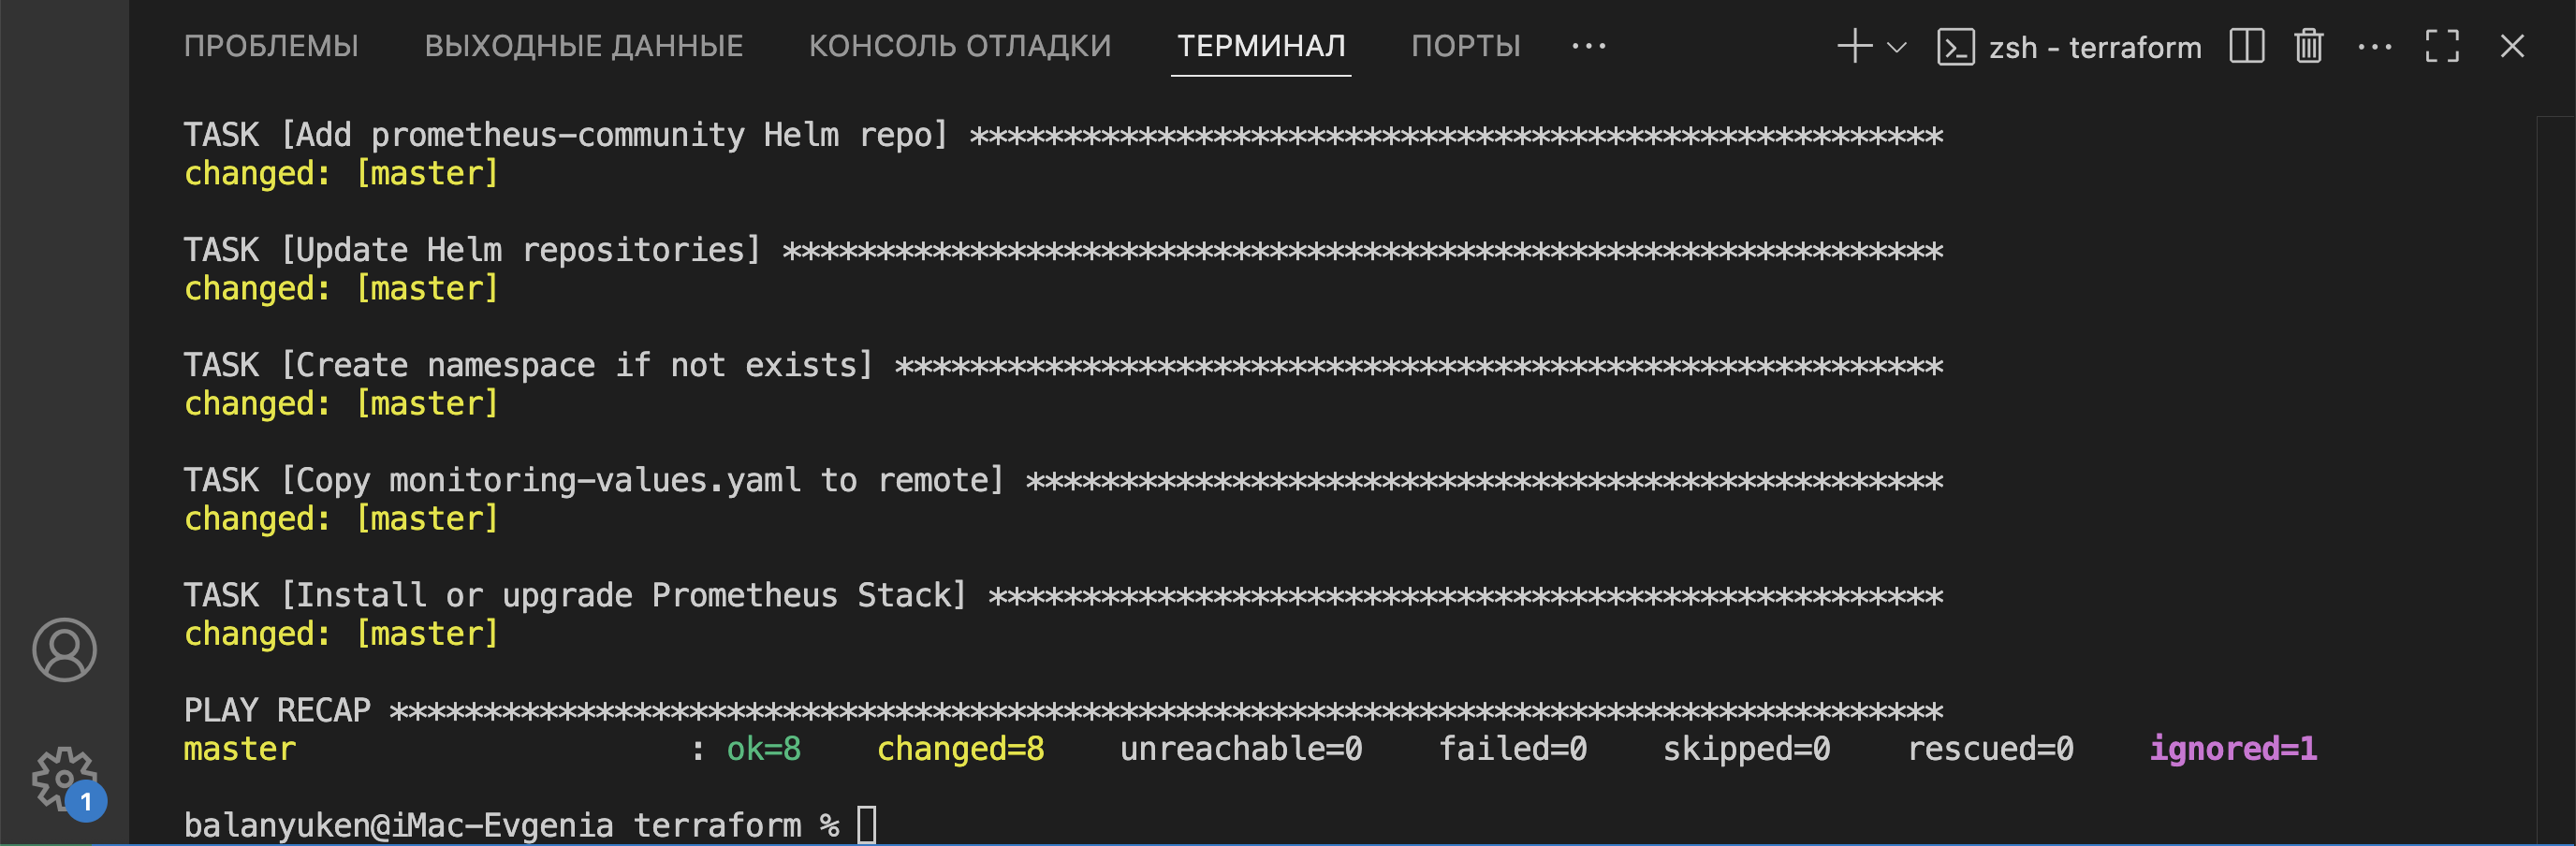 ПРОБЛЕМЫ ВЫХОДНЫЕ ДАННЫЕ КОНСОЛЬ ОТЛАДКИ ТЕРМИНАЛ ПОРТЫ ··· zsh - terraform ···
TASK [Add prometheus-community Helm repo] ****************************************************
changed: [master]
TASK [Update Helm repositories] **************************************************************
changed: [master]
TASK [Create namespace if not exists] ********************************************************
changed: [master]
TASK [Copy monitoring-values.yaml to remote] *************************************************
changed: [master]
TASK [Install or upgrade Prometheus Stack] ***************************************************
changed: [master]
PLAY RECAP ***********************************************************************************
master : ok=8 changed=8 unreachable=0 failed=0 skipped=0 rescued=0 ignored=1
1
balanyuken@iMac-Evgenia terraform %